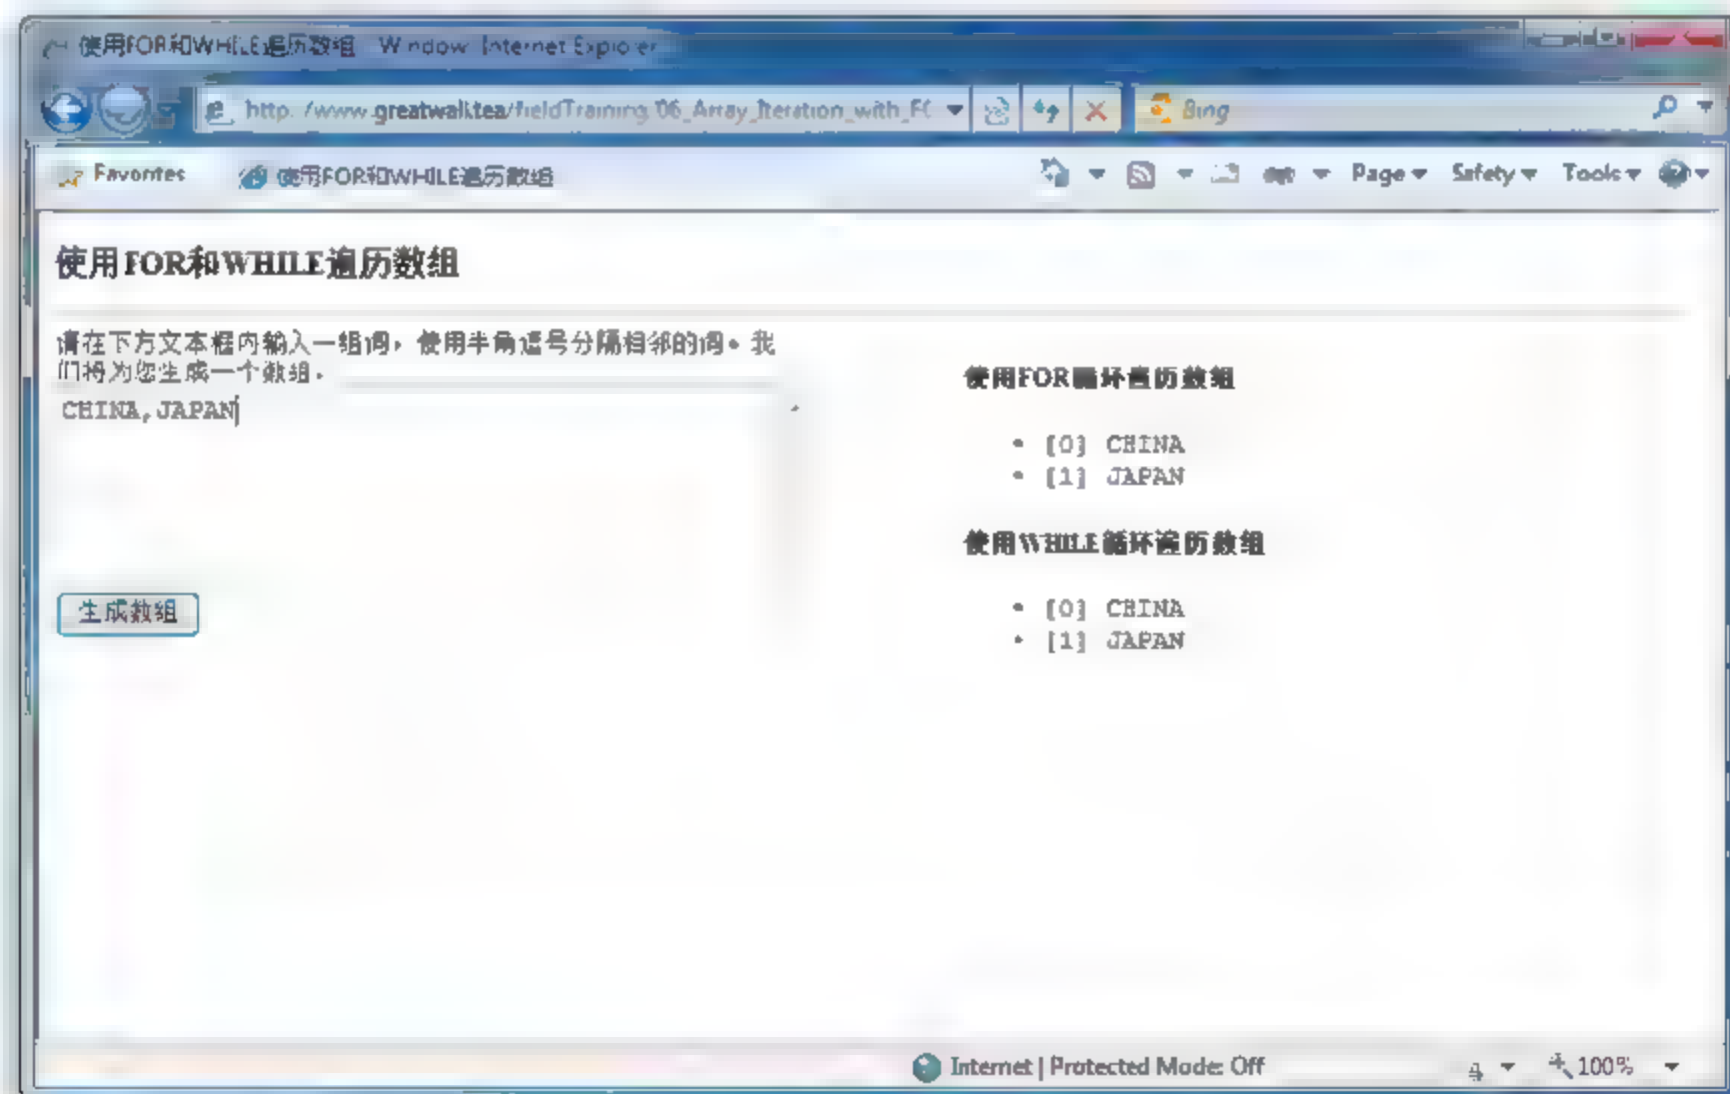 使用FOR和WHILE遍历数组 Windows Internet Explorer
http://www.greatwall.tea/fieldTraining/06_Array_Iteration_with_FC
Bing
Favorites
使用FOR和WHILE遍历数组
Page
Safety
Tools
使用FOR和WHILE遍历数组
请在下方文本框内输入一组词，使用半角逗号分隔相邻的词。我
们将为您生成一个数组。
CHINA,JAPAN
生成数组
使用FOR循环遍历数组
• [0] CHINA
• [1] JAPAN
使用WHILE循环遍历数组
• [0] CHINA
• [1] JAPAN
Internet | Protected Mode: Off
100%